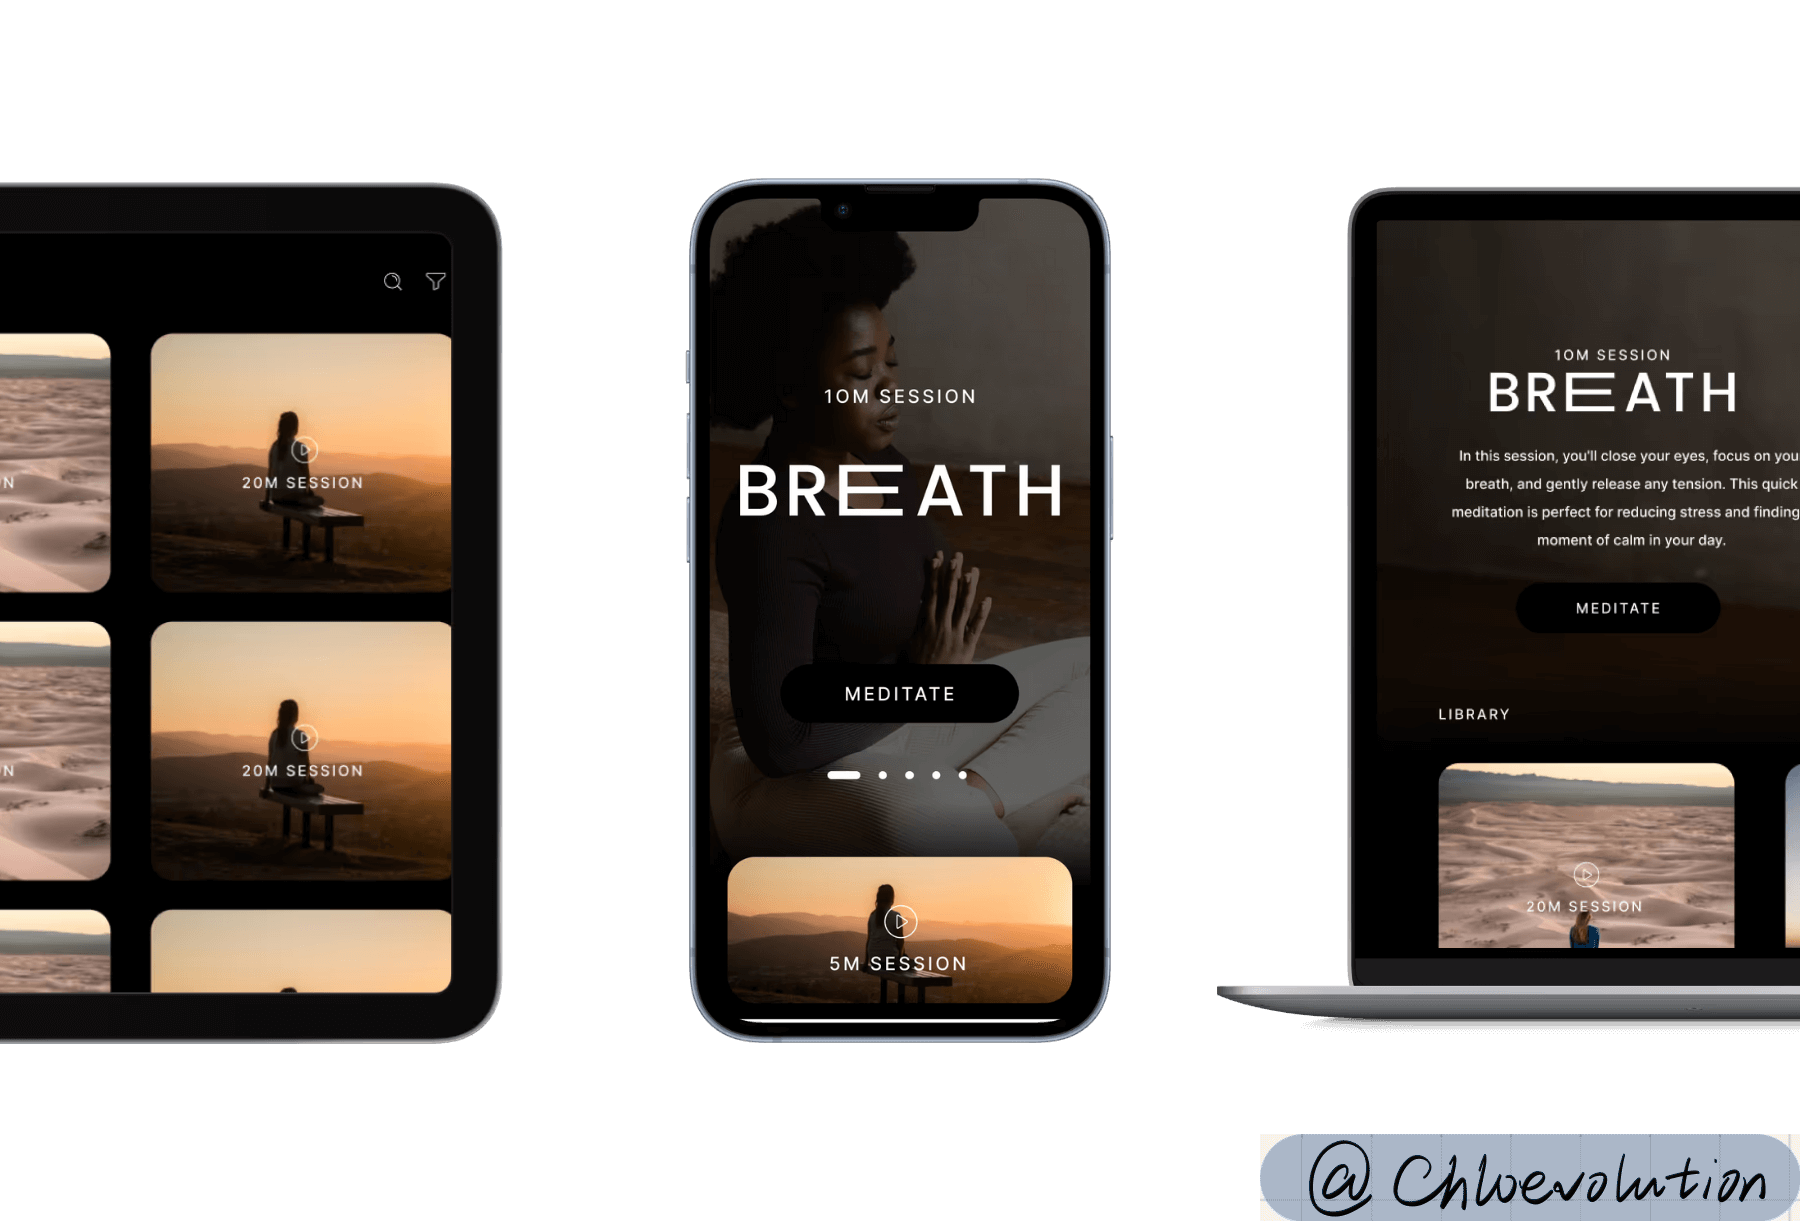 N
20M SESSION
N
20M SESSION
10M SESSION
BREATH
MEDITATE
5M SESSION
10M SESSION
BREATH
In this session, you'll close your eyes, focus on you
breath, and gently release any tension. This quick
meditation is perfect for reducing stress and finding
moment of calm in your day.
MEDITATE
LIBRARY
20M SESSION
@Chloevolution